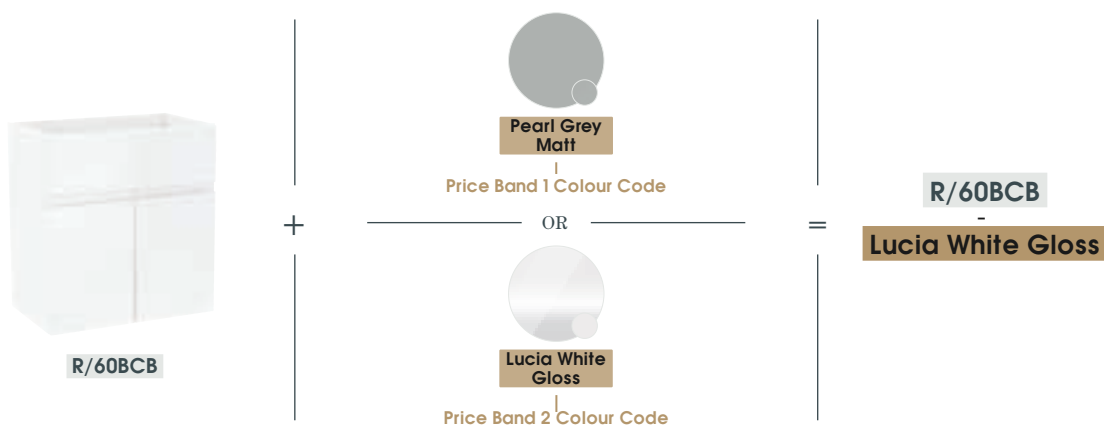 R/60BCB
+
Pearl Grey
Matt
Price Band 1 Colour Code
OR
Lucia White
Gloss
Price Band 2 Colour Code
=
R/60BCB
-
Lucia White Gloss